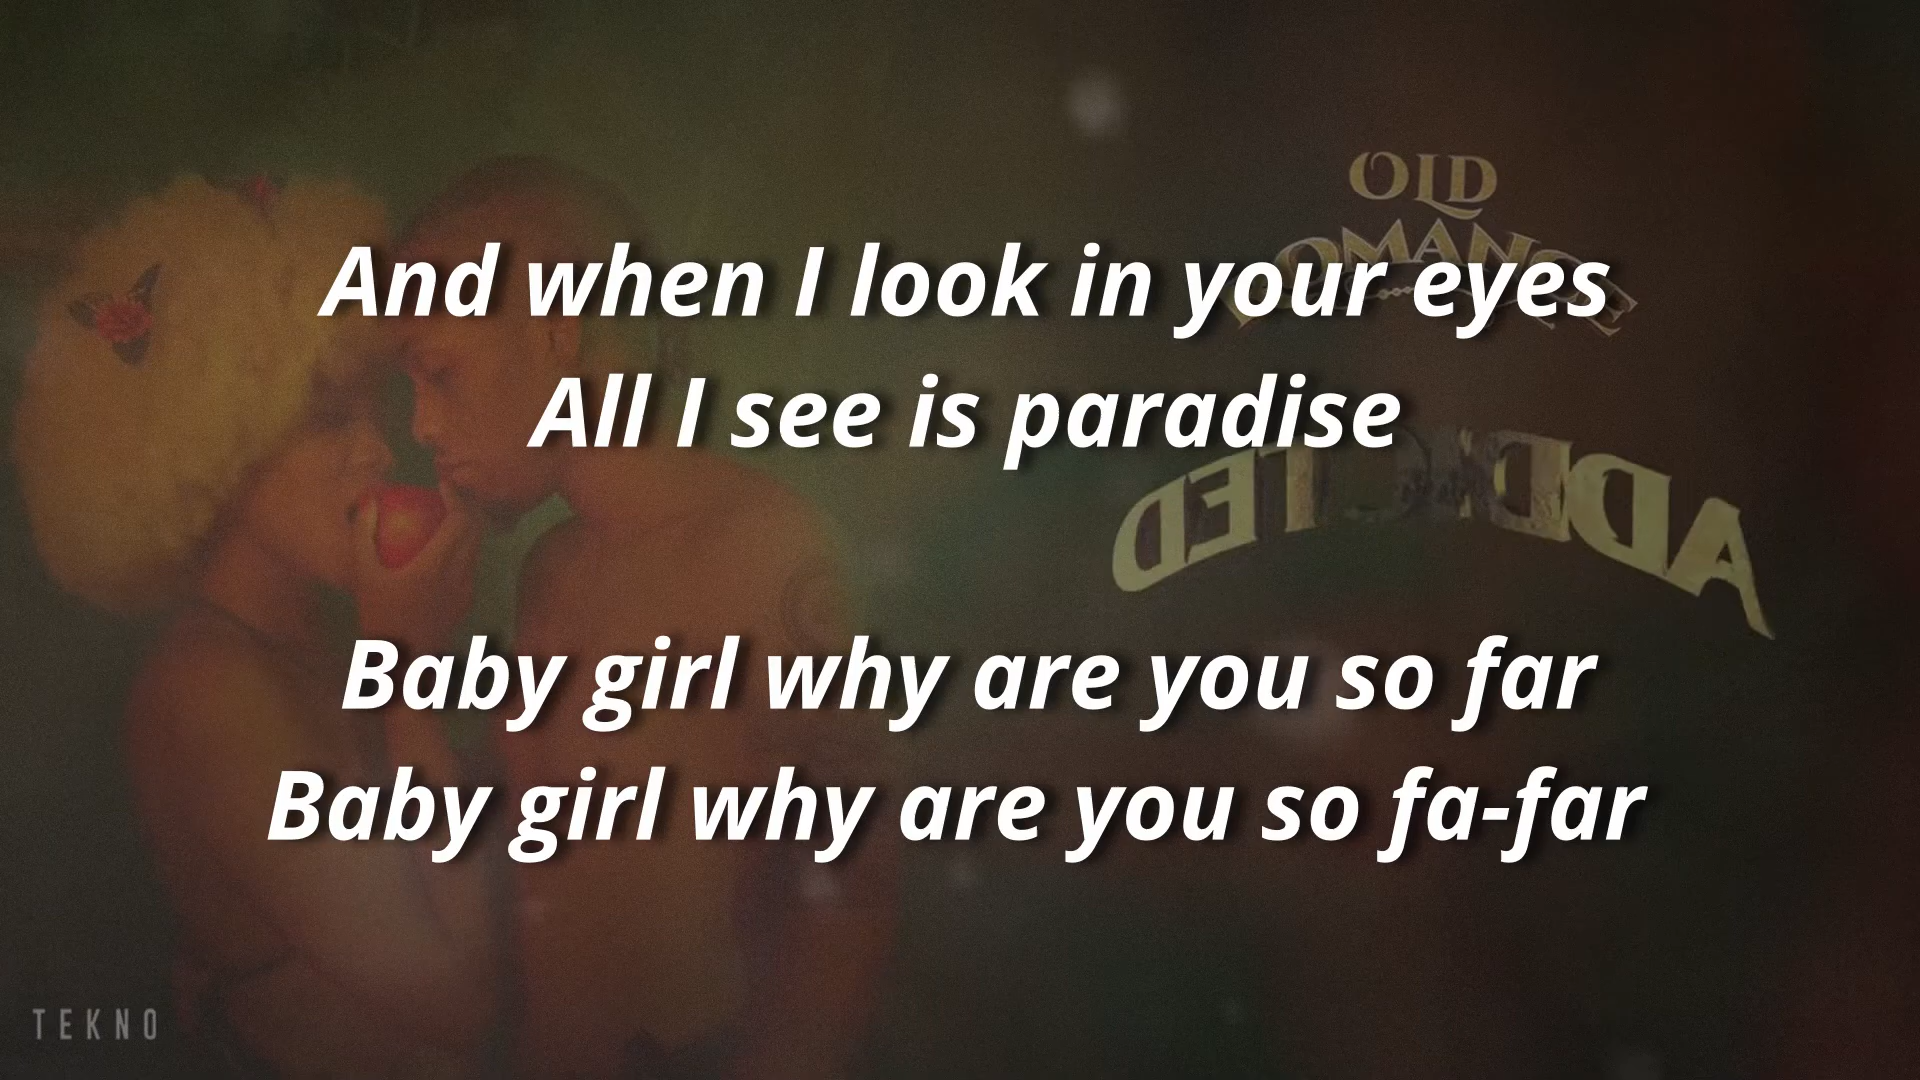 OLD
ROMANCE
And when I look in your eyes
All I see is paradise
ADDICTED
Baby girl why are you so far
Baby girl why are you so fa-far
TEKNO